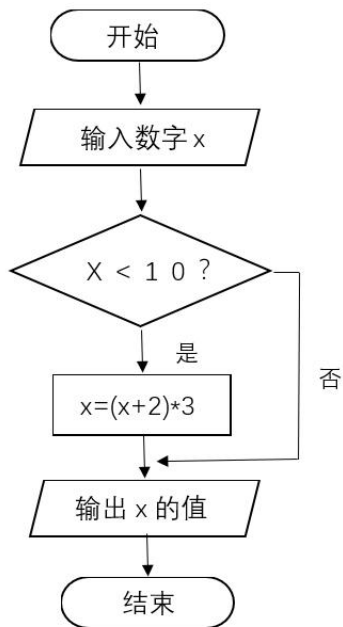 开始
输入数字 x
X < 1 0 ?
是
否
x=(x+2)*3
输出 x 的值
结束